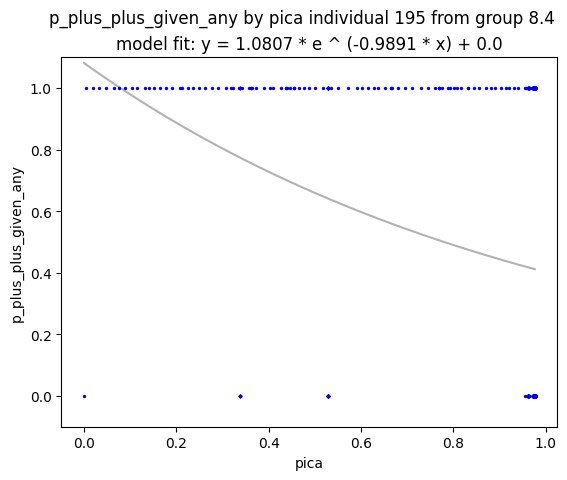 p_plus_plus_given_any by pica individual 195 from group 8.4
model fit: y = 1.0807 * e ^ (-0.9891 * x) + 0.0
1.0
0.8
0.6
0.4
0.2
0.0
p_plus_plus_given_any
0.0 0.2 0.4 0.6 0.8 1.0
pica